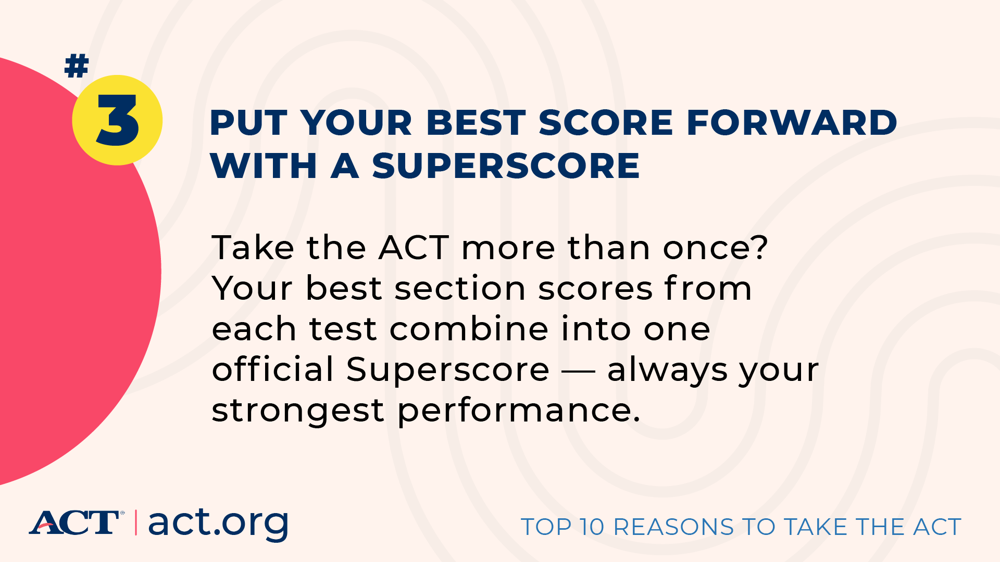 #
3
PUT YOUR BEST SCORE FORWARD
WITH A SUPERSCORE
Take the ACT more than once?
Your best section scores from
each test combine into one
official Superscore — always your
strongest performance.
ACT® | act.org
TOP 10 REASONS TO TAKE THE ACT